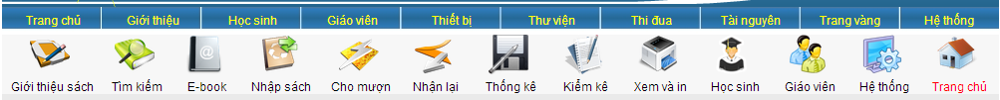 Trang chủ Giới thiệu Học sinh Giáo viên Thiết bị Thư viện Thi đua Tài nguyên Trang vàng Hệ thống
Giới thiệu sách Tìm kiếm E-book Nhập sách Cho mượn Nhận lại Thống kê Kiểm kê Xem và in Học sinh Giáo viên Hệ thống Trang chủ